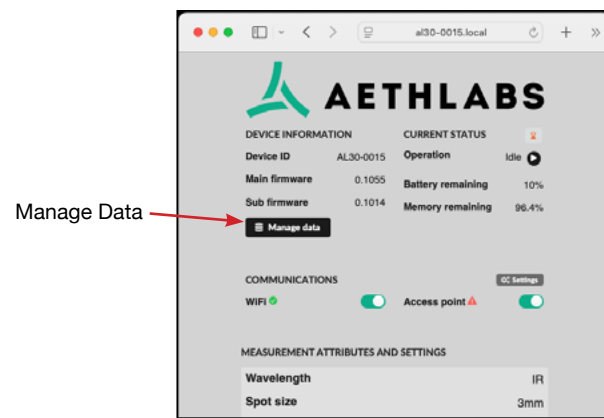 al30-0015.local
AETHLABS
DEVICE INFORMATION CURRENT STATUS
Device ID AL30-0015 Operation Idle
Main firmware 0.1055 Battery remaining 10%
Sub firmware 0.1014 Memory remaining 96.4%
Manage Data
Manage data
COMMUNICATIONS Settings
WiFi Access point
MEASUREMENT ATTRIBUTES AND SETTINGS
Wavelength IR
Spot size 3mm